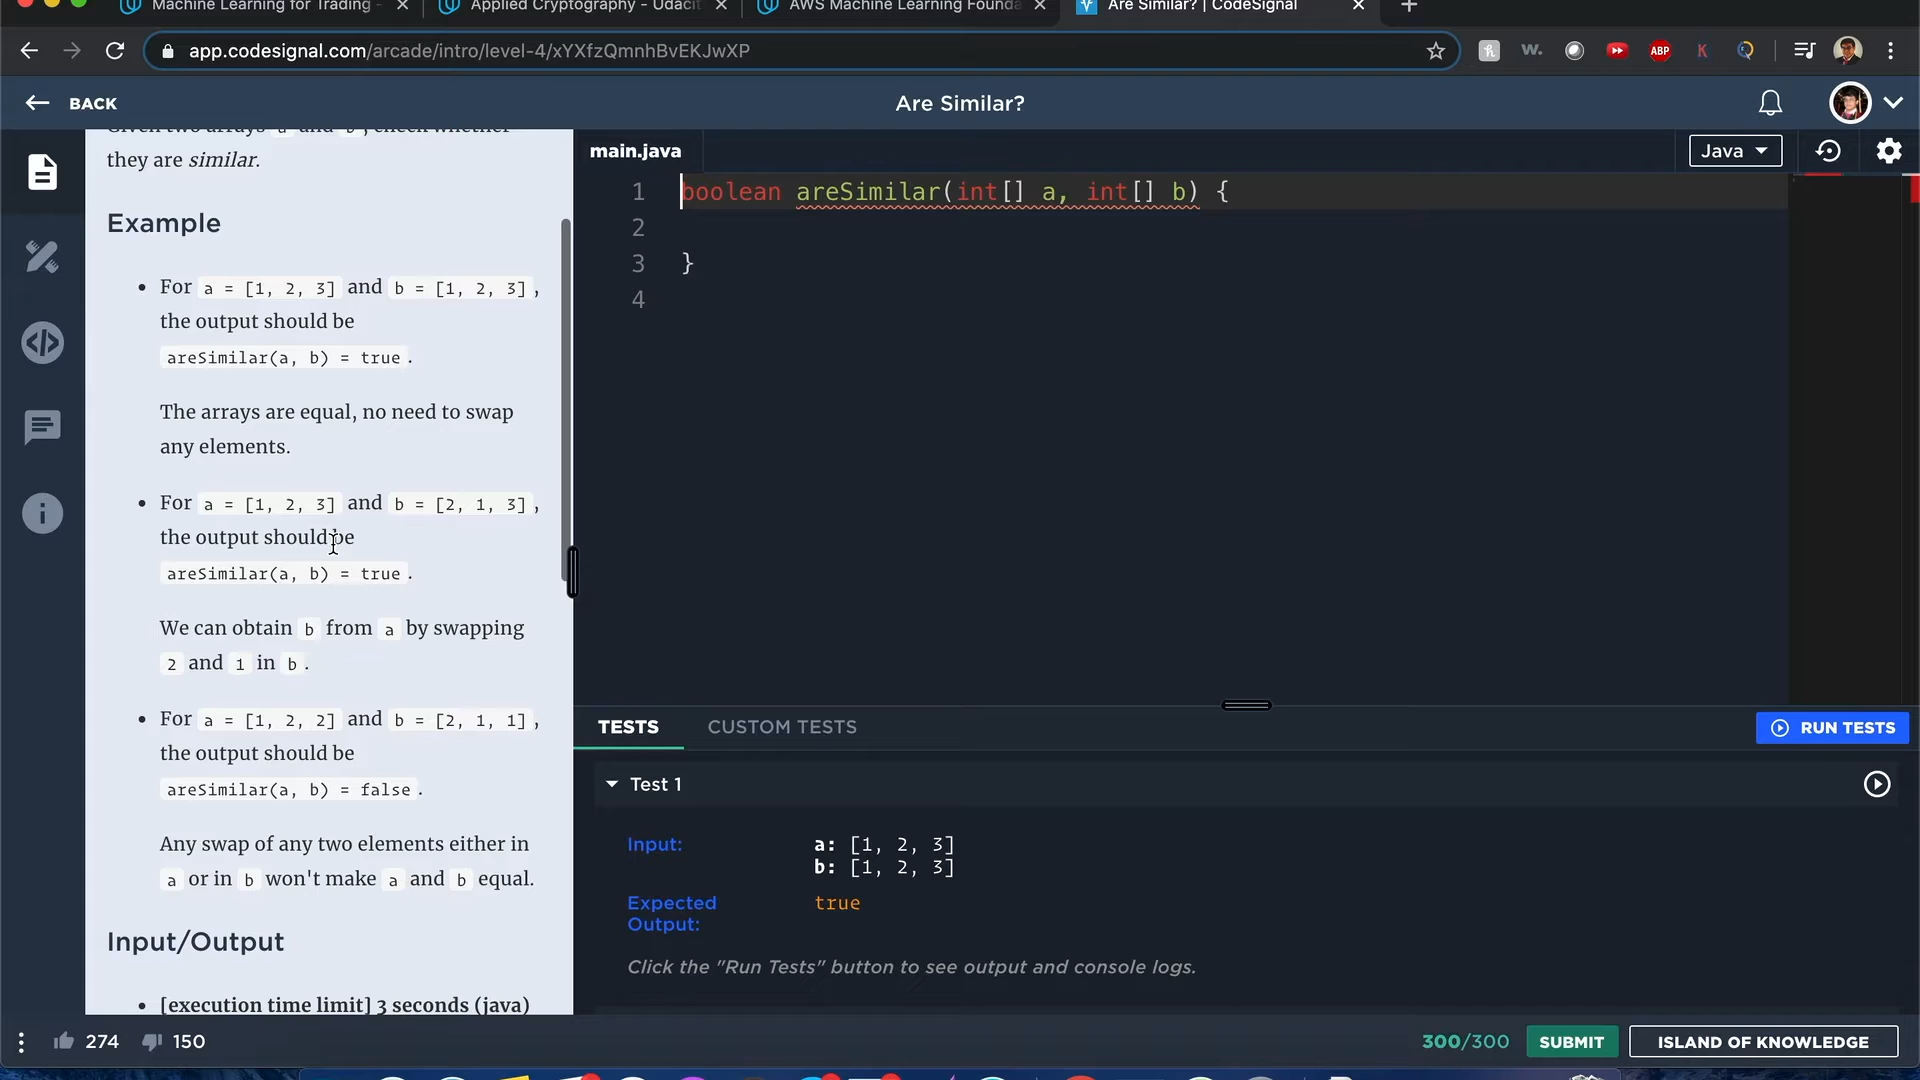 Machine Learning for Trading -
Applied Cryptography - Udacit
AWS Machine Learning Founda
Are Similar? | CodeSignal
app.codesignal.com/arcade/intro/level-4/xYXfzQmnhBvEKJwXP
ABP
BACK
Are Similar?
Given two arrays a and b, check whether
they are similar.
Example
For a = [1, 2, 3] and b = [1, 2, 3],
the output should be
areSimilar(a, b) = true.
The arrays are equal, no need to swap
any elements.
For a = [1, 2, 3] and b = [2, 1, 3],
the output should be
areSimilar(a, b) = true.
We can obtain b from a by swapping
2 and 1 in b.
For a = [1, 2, 2] and b = [2, 1, 1],
the output should be
areSimilar(a, b) = false.
Any swap of any two elements either in
a or in b won't make a and b equal.
Input/Output
[execution time limit] 3 seconds (java)
main.java
Java
1 boolean areSimilar(int[] a, int[] b) {
2
3 }
4
TESTS
CUSTOM TESTS
RUN TESTS
Test 1
Input:
a: [1, 2, 3]
b: [1, 2, 3]
Expected
Output:
true
Click the "Run Tests" button to see output and console logs.
274
150
300/300
SUBMIT
ISLAND OF KNOWLEDGE